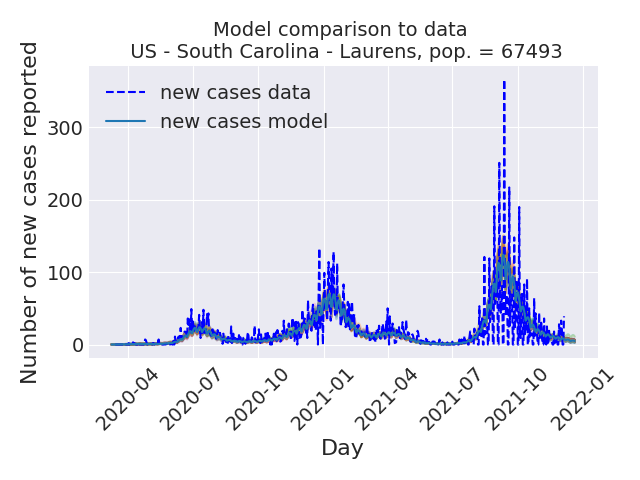 Model comparison to data
US - South Carolina - Laurens, pop. = 67493
new cases data
new cases model
Number of new cases reported
300
200
100
0
2020-04
2020-07
2020-10
2021-01
2021-04
2021-07
2021-10
2022-01
Day